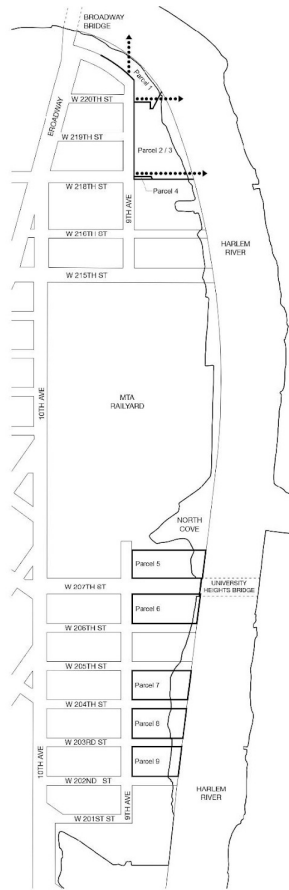 BROADWAY
BRIDGE
Parcel 1
W 220TH ST
BROADWAY
W 219TH ST
Parcel 2 / 3
W 218TH ST
Parcel 4
9TH AVE
W 216TH ST
HARLEM
RIVER
W 215TH ST
10TH AVE
MTA
RAILYARD
NORTH
COVE
Parcel 5
W 207TH ST
UNIVERSITY
HEIGHTS BRIDGE
Parcel 6
W 206TH ST
W 205TH ST
Parcel 7
W 204TH ST
Parcel 8
W 203RD ST
10TH AVE
Parcel 9
W 202ND ST
9TH AVE
HARLEM
RIVER
W 201ST ST